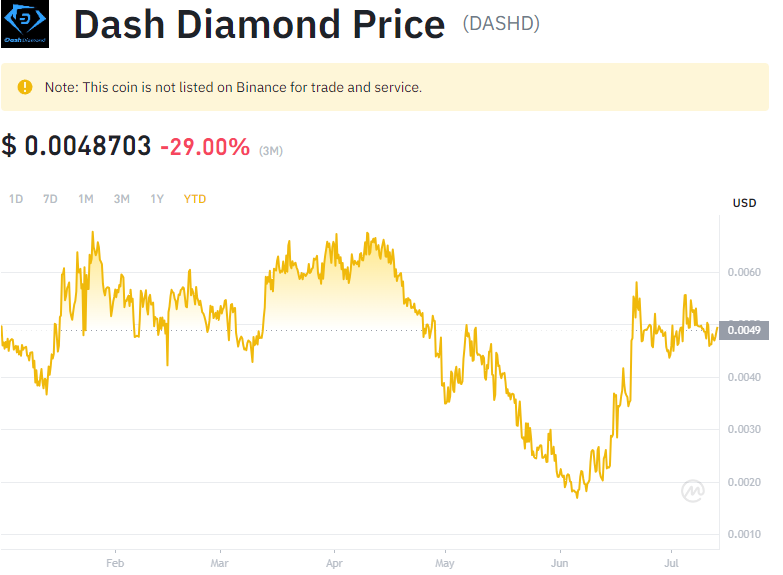 DashDiamond
Dash Diamond Price (DASHD)
Note: This coin is not listed on Binance for trade and service.
$ 0.0048703 -29.00% (3M)
1D 7D 1M 3M 1Y YTD
USD
0.0060
0.0049
0.0040
0.0030
0.0020
0.0010
Feb Mar Apr May Jun Jul